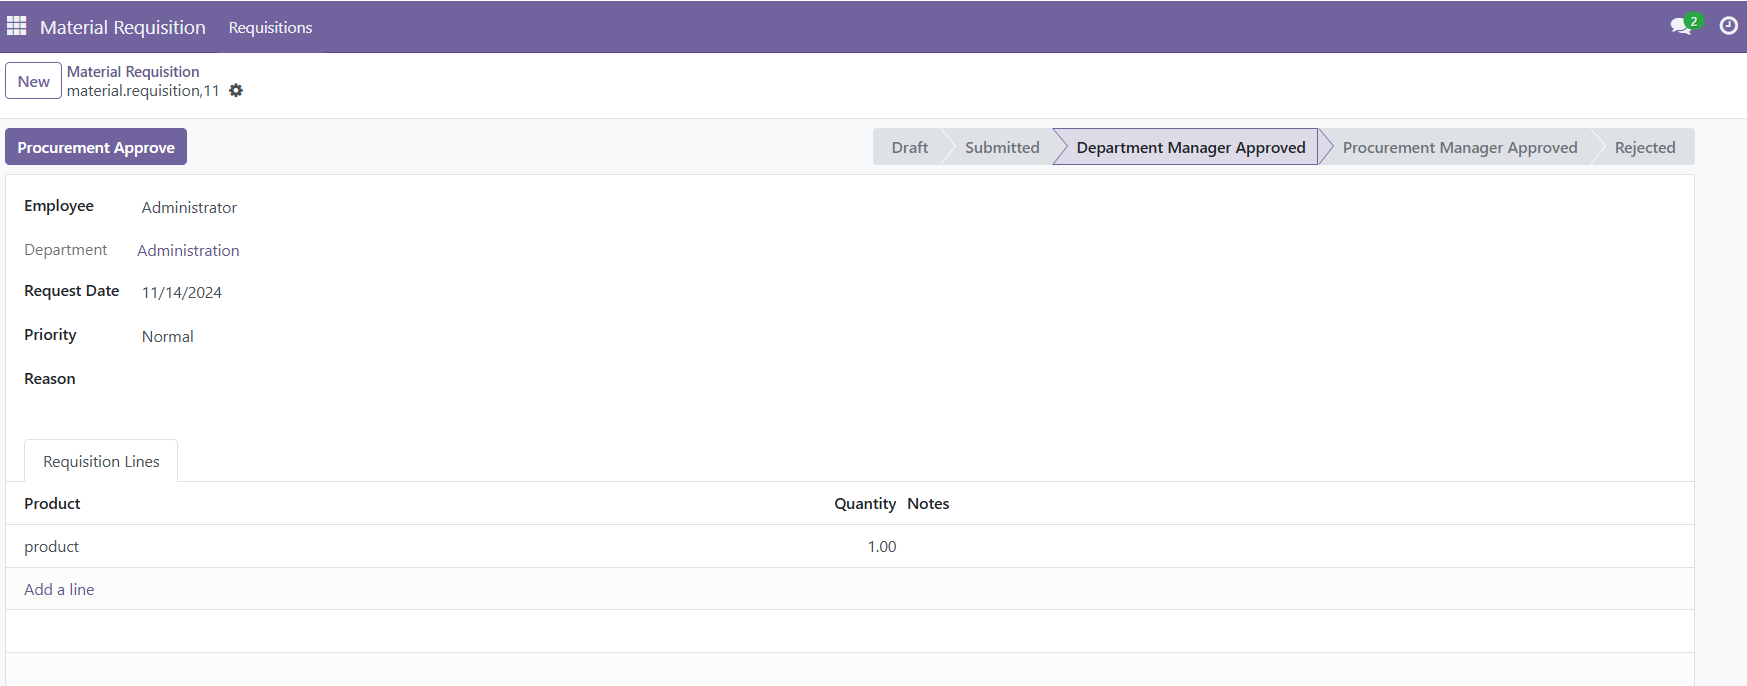 Material Requisition Requisitions 2
New Material Requisition
material.requisition,11
Procurement Approve Draft Submitted Department Manager Approved Procurement Manager Approved Rejected
Employee Administrator
Department Administration
Request Date 11/14/2024
Priority Normal
Reason
Requisition Lines
Product Quantity Notes
product 1.00
Add a line